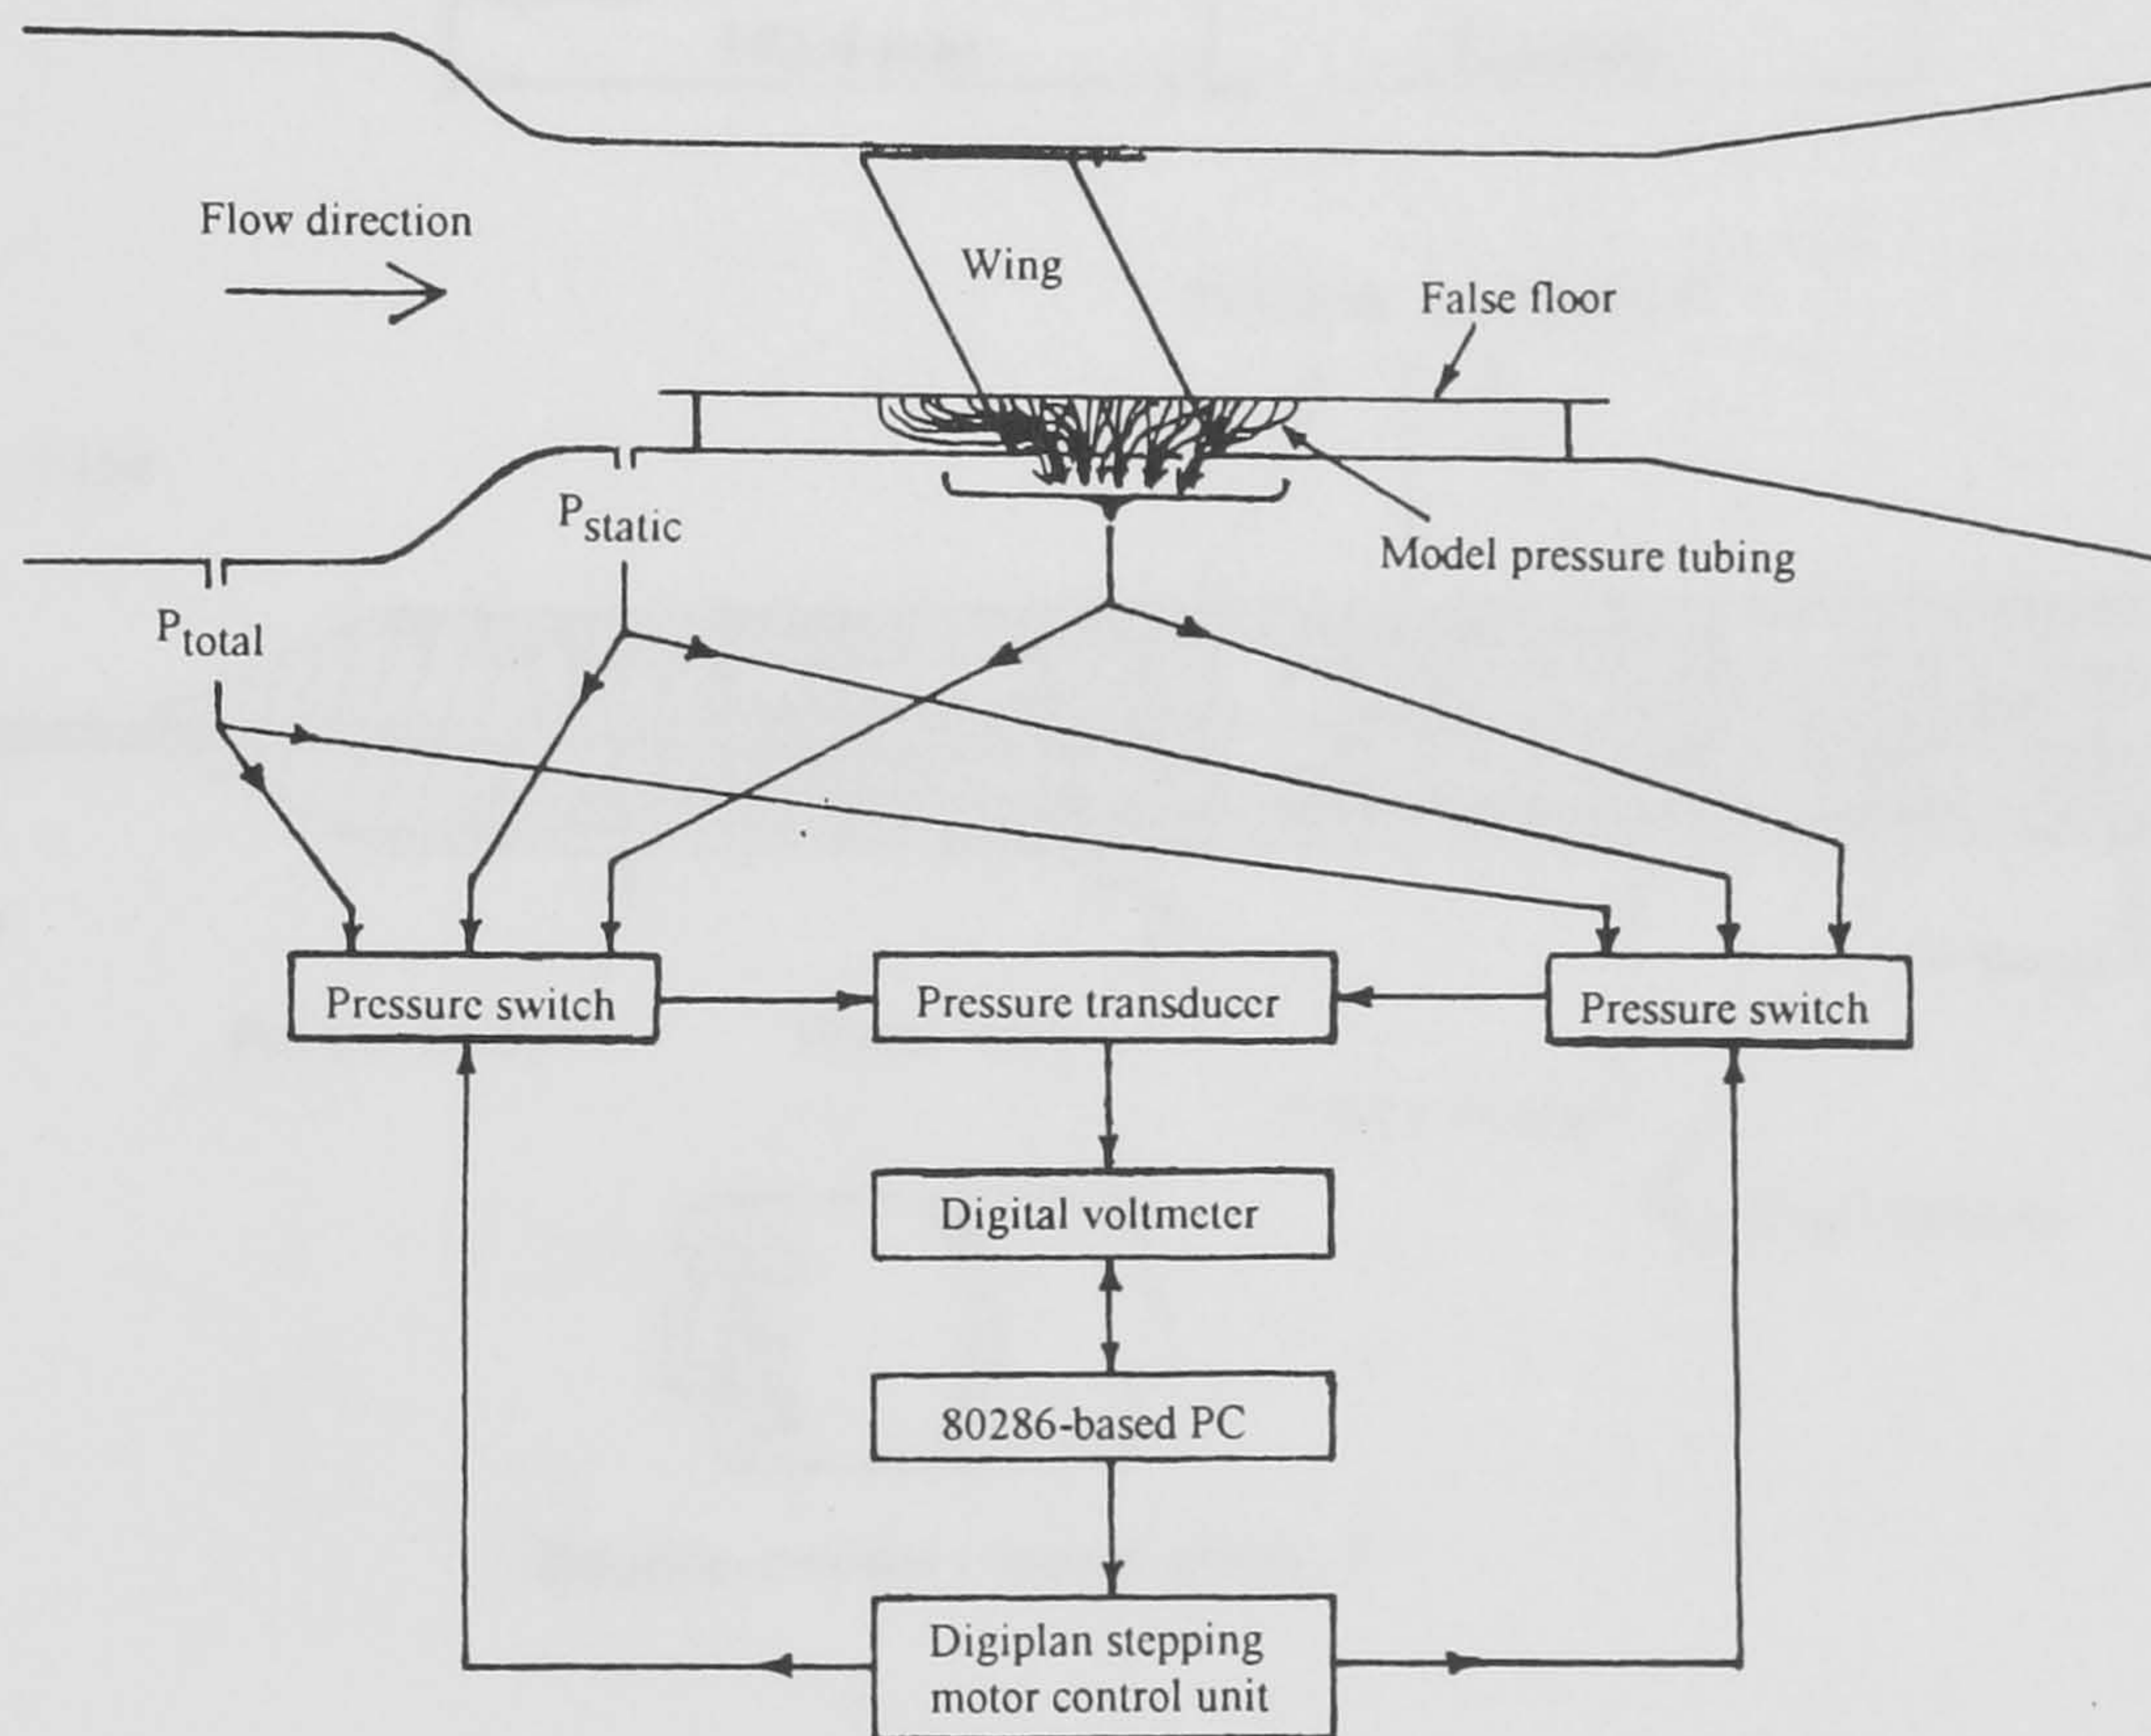 Flow direction
Wing
False floor
Pstatic
Model pressure tubing
Ptotal
Pressure switch
Pressure transducer
Pressure switch
Digital voltmeter
80286-based PC
Digiplan stepping
motor control unit